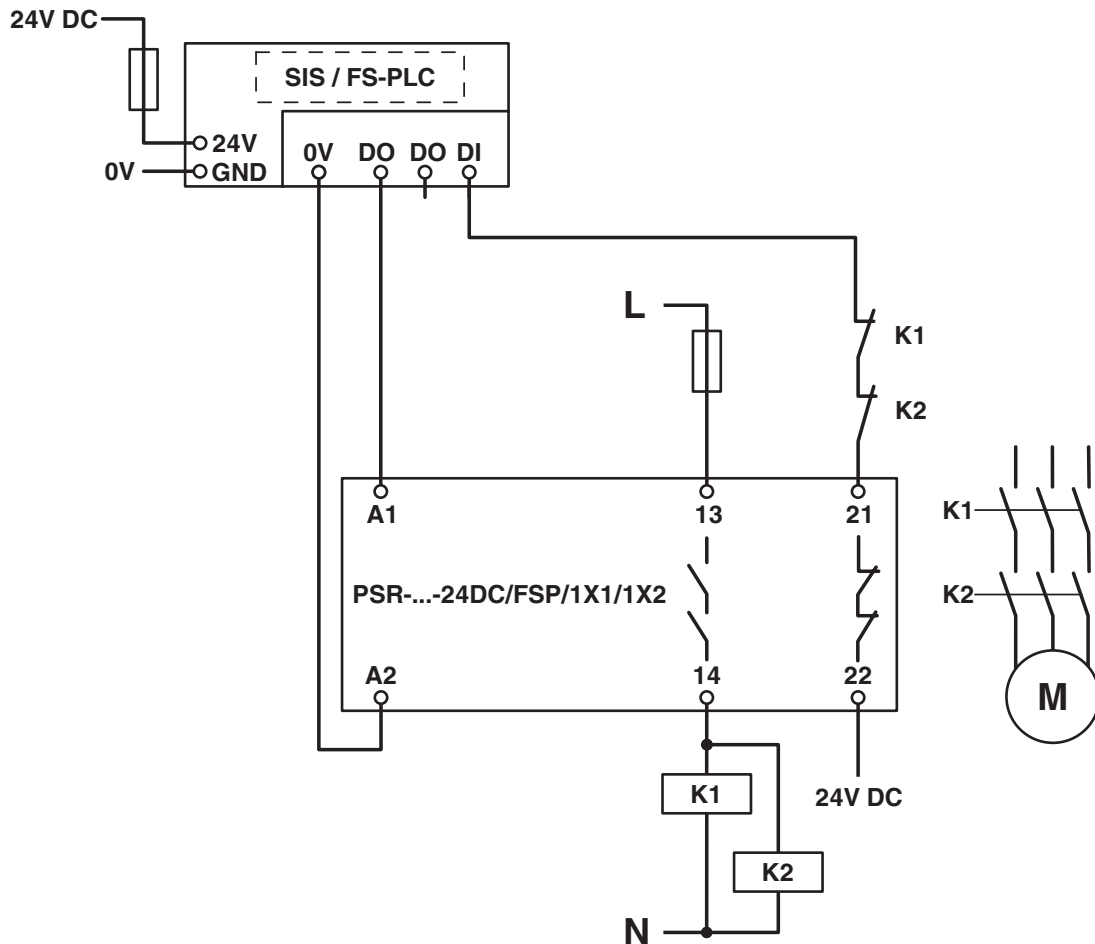 24V DC
SIS / FS-PLC
24V
0V
GND
0V DO DO DI
L
K1
K2
A1
13
21
K1
PSR-...-24DC/FSP/1X1/1X2
K2
A2
14
22
M
K1
24V DC
K2
N